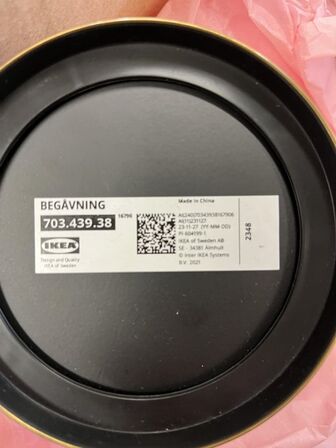 BEGÅVNING
703.439.38
16796
IKEA
Design and Quality
IKEA of Sweden
Made in China
23-11-27 (YY-MM-DD)
IKEA of Sweden AB
SE - 34381 Älmhult
© Inter IKEA Systems
B.V. 2021
2348